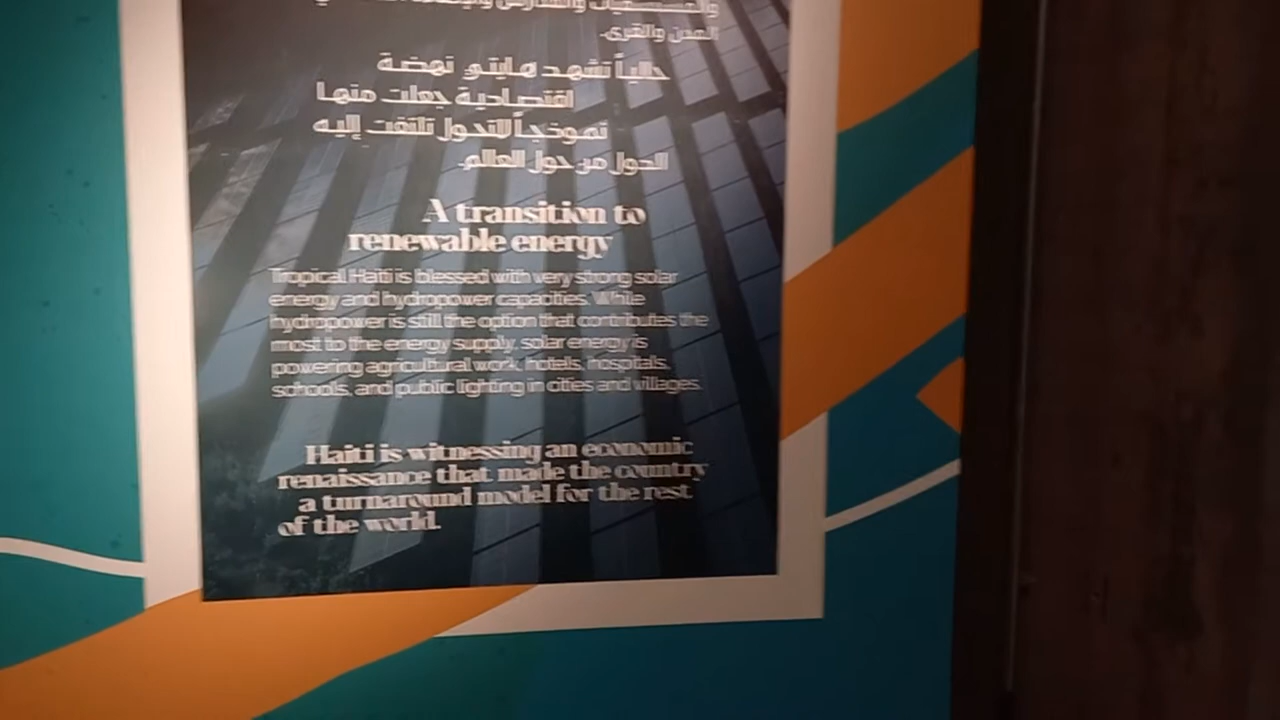 والمستشفيات والمدارس والإضاءة
المدن والقرى.
حالياً تشهد هايتي نهضة
اقتصادية جعلت منها
نموذجاً للتحول تلتفت إليه
الدول من حول العالم.
A transition to
renewable energy
Tropical Haiti is blessed with very strong solar
energy and hydropower capacities. While
hydropower is still the option that contributes the
most to the energy supply, solar energy is
powering agricultural work, hotels, hospitals,
schools, and public lighting in cities and villages.
Haiti is witnessing an economic
renaissance that made the country
a turnaround model for the rest
of the world.